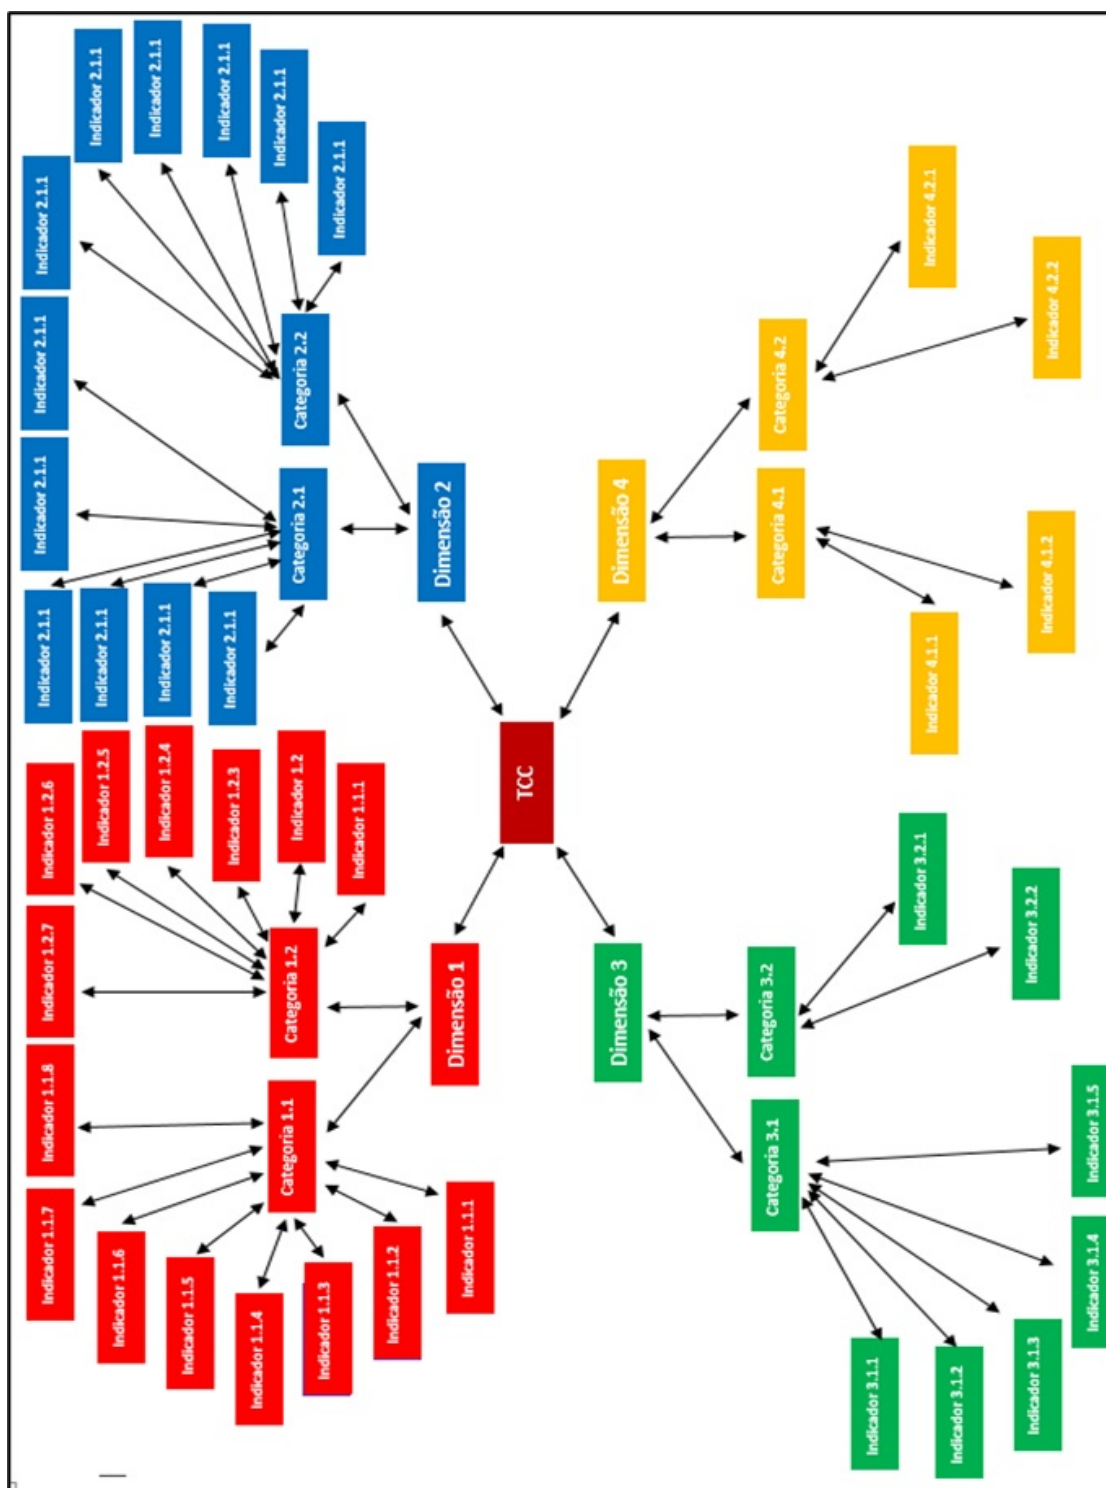 Indicador 1.1.7
Indicador 1.1.8
Indicador 1.2.7
Indicador 1.2.6
Indicador 2.1.1
Indicador 2.1.1
Indicador 2.1.1
Indicador 2.1.1
Indicador 1.1.6
Indicador 1.2.5
Indicador 2.1.1
Indicador 2.1.1
Indicador 1.1.5
Indicador 1.2.4
Indicador 2.1.1
Indicador 2.1.1
Indicador 1.1.4
Indicador 1.2.3
Indicador 2.1.1
Indicador 2.1.1
Indicador 1.1.3
Categoria 1.1
Categoria 1.2
Indicador 1.2
Categoria 2.1
Categoria 2.2
Indicador 2.1.1
Indicador 1.1.2
Indicador 1.1.1
Indicador 2.1.1
Indicador 1.1.1
Dimensão 1
Dimensão 2
TCC
Dimensão 3
Dimensão 4
Categoria 3.1
Categoria 3.2
Categoria 4.1
Categoria 4.2
Indicador 3.1.1
Indicador 3.2.1
Indicador 4.1.1
Indicador 4.2.1
Indicador 3.1.2
Indicador 3.1.3
Indicador 3.2.2
Indicador 4.1.2
Indicador 4.2.2
Indicador 3.1.4
Indicador 3.1.5